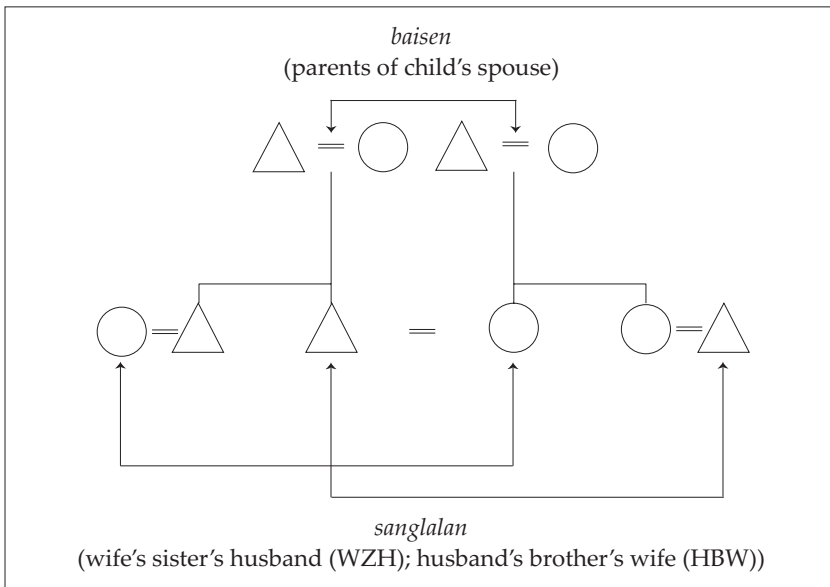 baisen
(parents of child's spouse)
sanglalan
(wife's sister's husband (WZH); husband's brother's wife (HBW))